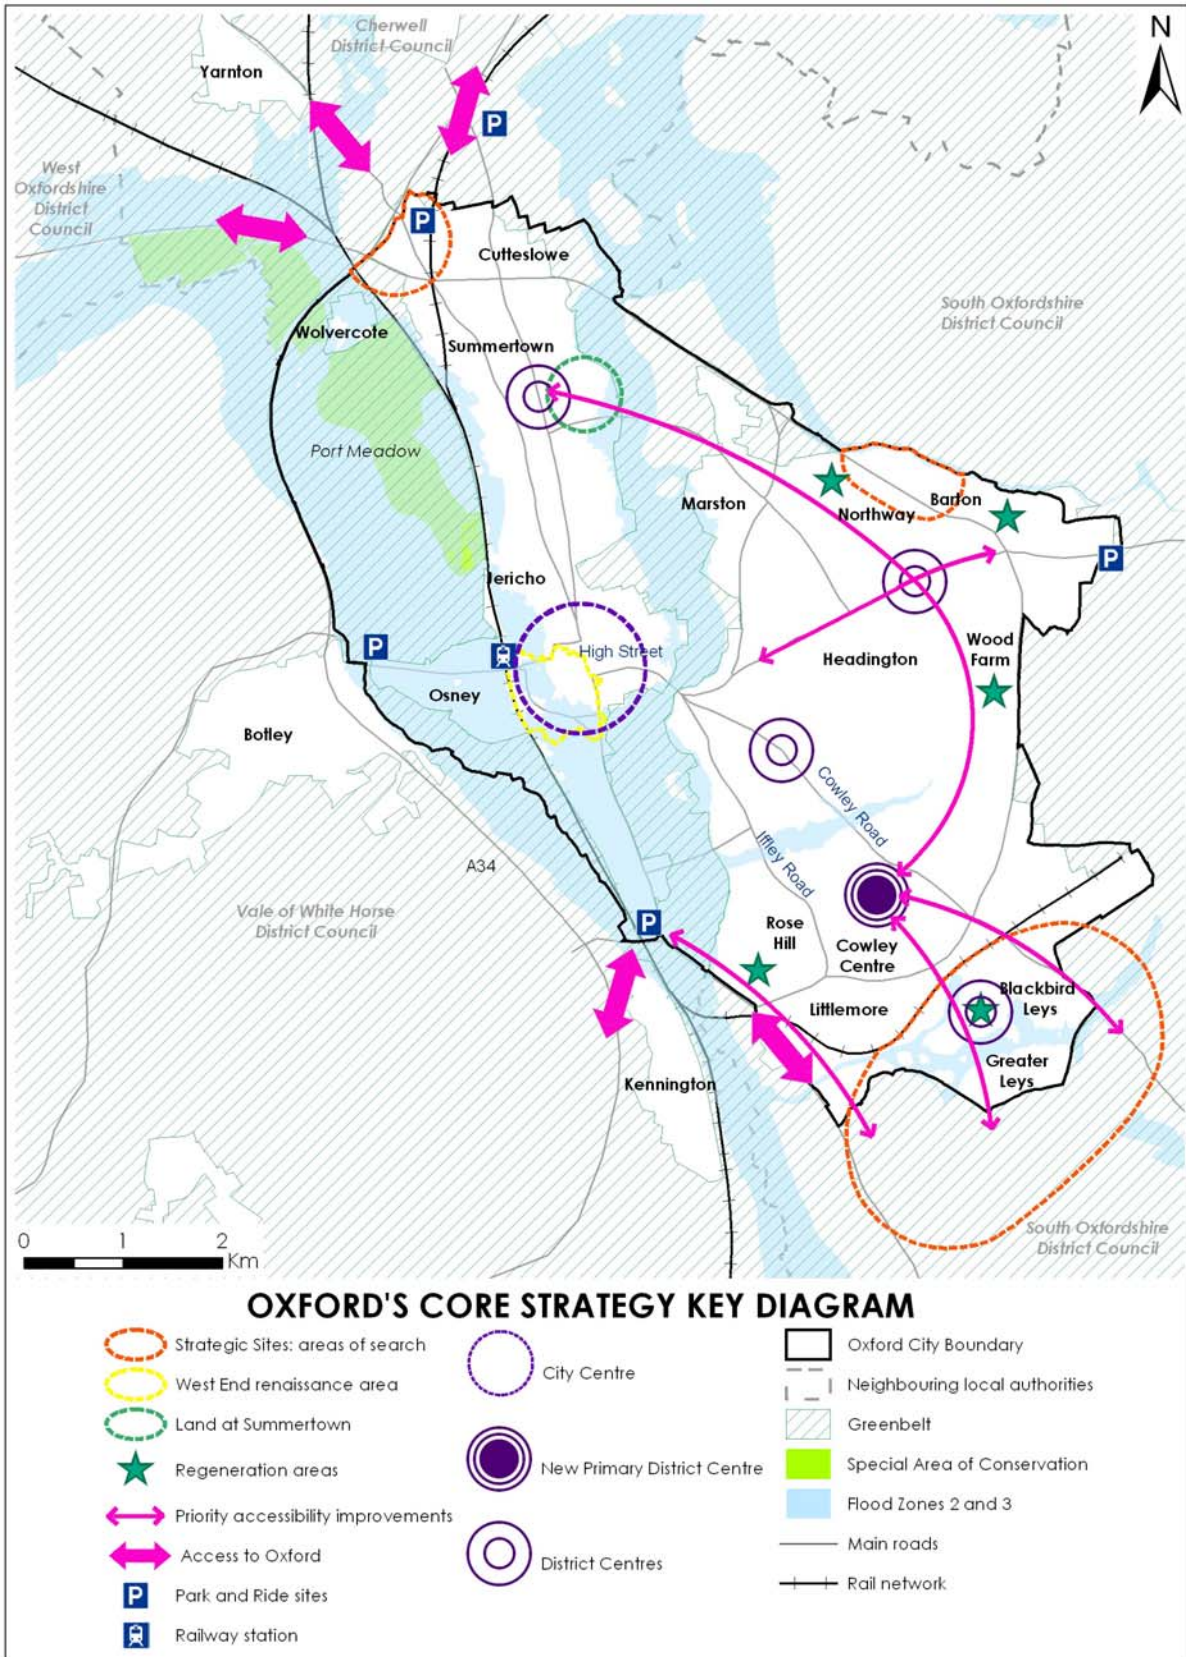 Cherwell
District Council
N
Yarnton
P
West
Oxfordshire
District
Council
P
Cutteslowe
South Oxfordshire
District Council
Wolvercote
Summertown
Port Meadow
Marston
Barton
Northway
P
Jericho
P
High Street
Wood
Farm
Headington
Osney
Botley
Cowley Road
Iffley Road
A34
Vale of White Horse
District Council
P
Rose
Hill
Cowley
Centre
Blackbird
Leys
Littlemore
Greater
Leys
Kennington
South Oxfordshire
District Council
0 1 2
Km
OXFORD'S CORE STRATEGY KEY DIAGRAM
Strategic Sites: areas of search
West End renaissance area
Land at Summertown
Regeneration areas
Priority accessibility improvements
Access to Oxford
P Park and Ride sites
Railway station
City Centre
New Primary District Centre
District Centres
Oxford City Boundary
Neighbouring local authorities
Greenbelt
Special Area of Conservation
Flood Zones 2 and 3
Main roads
Rail network